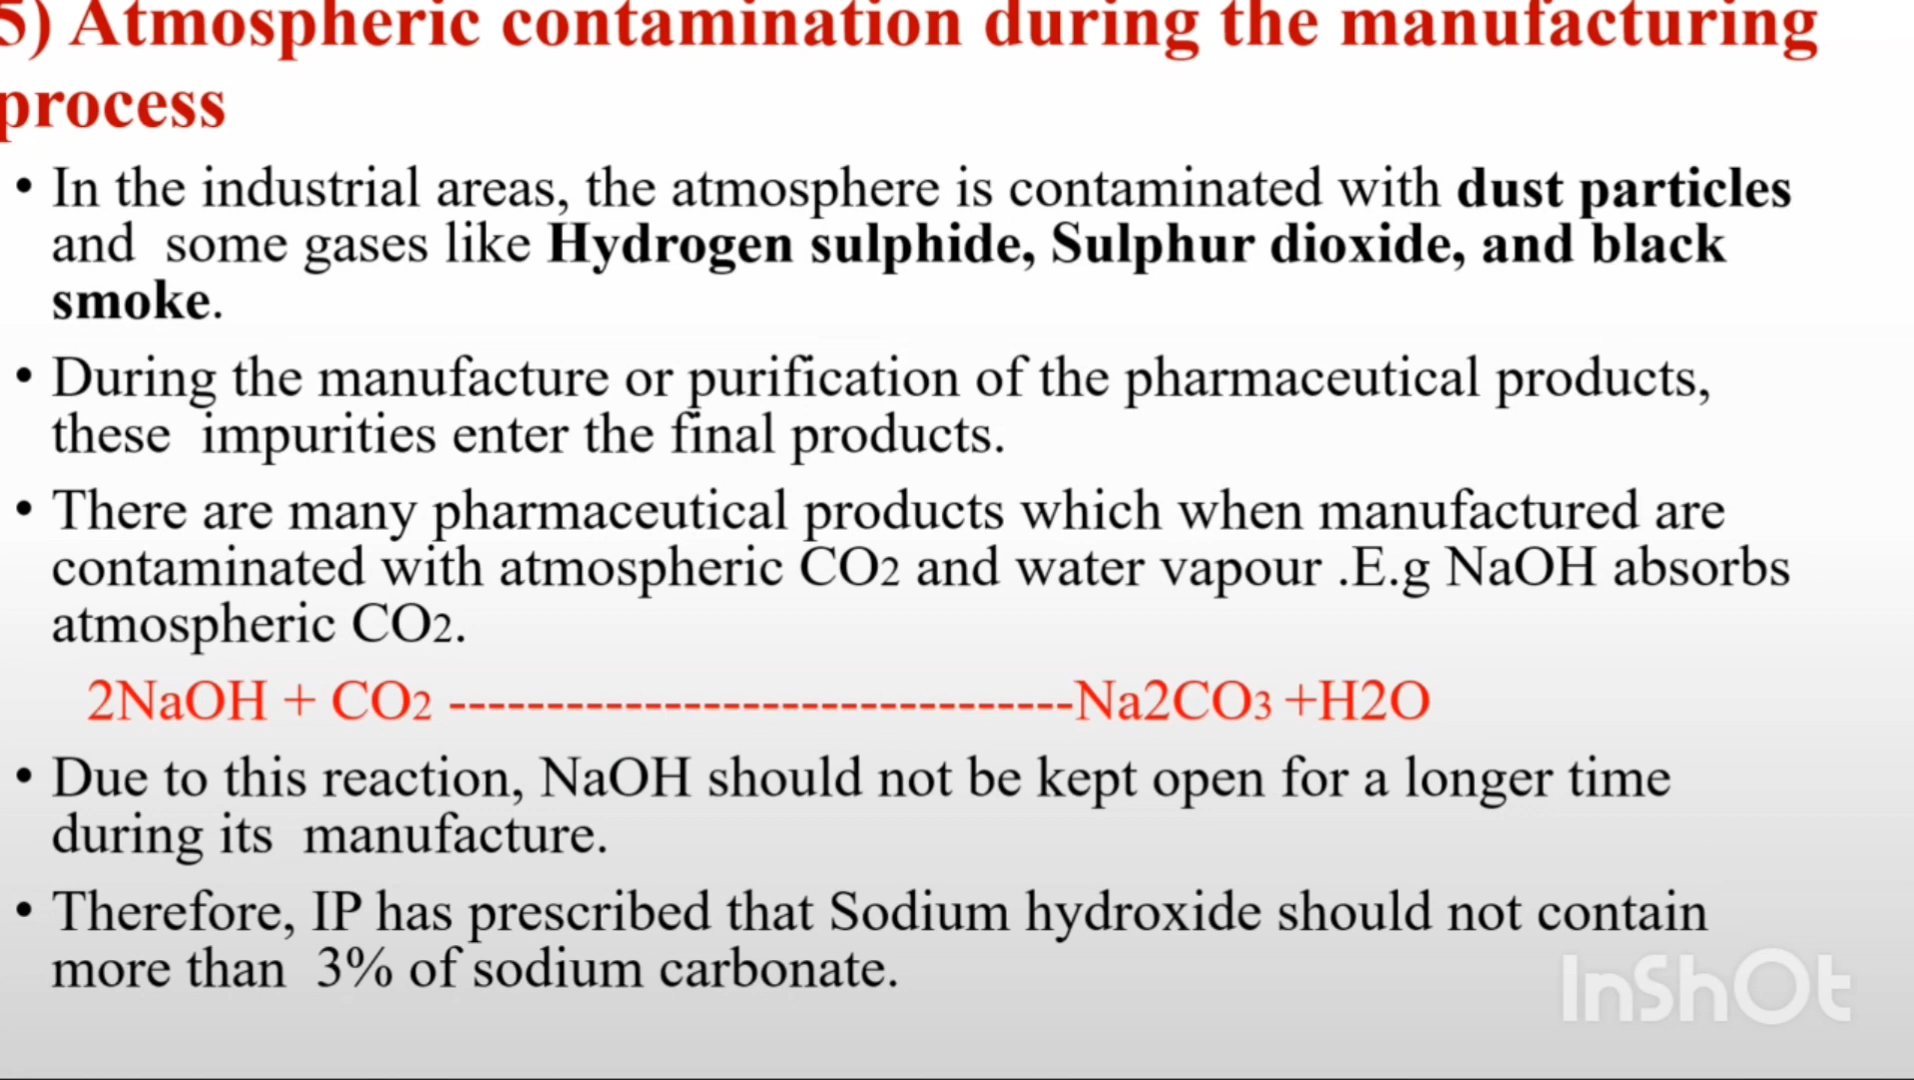 5) Atmospheric contamination during the manufacturing
process
• In the industrial areas, the atmosphere is contaminated with dust particles
and some gases like Hydrogen sulphide, Sulphur dioxide, and black
smoke.
• During the manufacture or purification of the pharmaceutical products,
these impurities enter the final products.
• There are many pharmaceutical products which when manufactured are
contaminated with atmospheric CO2 and water vapour .E.g NaOH absorbs
atmospheric CO2.
2NaOH + CO2 --------------------------------Na2CO3 +H2O
• Due to this reaction, NaOH should not be kept open for a longer time
during its manufacture.
• Therefore, IP has prescribed that Sodium hydroxide should not contain
more than 3% of sodium carbonate.
InShOt